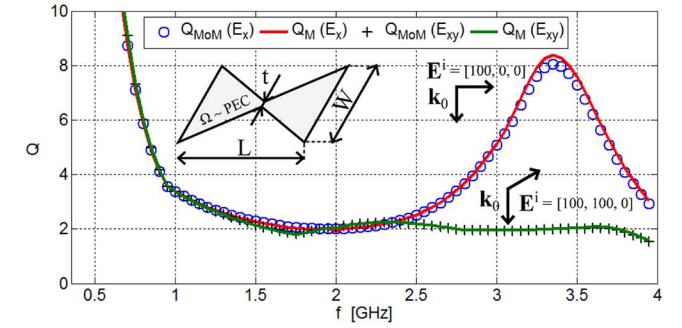 10
8
6
4
2
0
Q
Q_MoM (E_x) Q_M (E_x) Q_MoM (E_xy) Q_M (E_xy)
t
W
Ω ~ PEC
L
E^i = [100, 0, 0]
k_0
k_0
E^i = [100, 100, 0]
0.5 1 1.5 2 2.5 3 3.5 4
f [GHz]